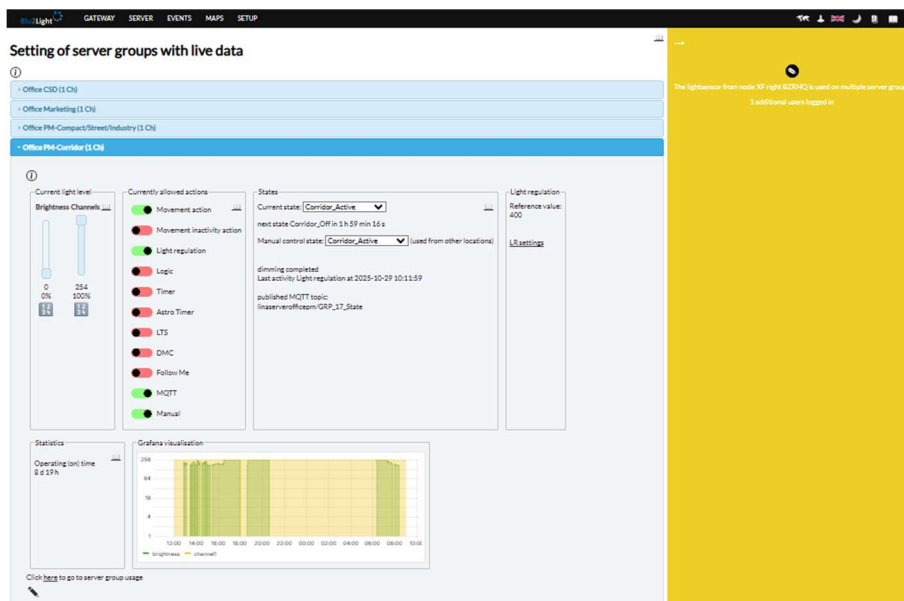 Blu2Light GATEWAY SERVER EVENTS MAPS SETUP
Setting of server groups with live data
The lightsensor from node XF right BZRHQ is used on multiple server grou
1 additional users logged in
› Office CSD (1 Ch)
› Office Marketing (1 Ch)
› Office PM-Compact/Street/Industry (1 Ch)
Office PM-Corridor (1 Ch)
Current light level
Brightness Channels
0 254
0% 100%
Currently allowed actions
Movement action
Movement inactivity action
Light regulation
Logic
Timer
Astro Timer
LTS
DMC
Follow Me
MQTT
Manual
States
Current state: Corridor_Active
next state Corridor_Off in 1 h 59 min 16 s
Manual control state: Corridor_Active (used from other locations)
dimming completed
Last activity Light regulation at 2025-10-29 10:11:59
published MQTT topic:
linaserverofficepm/GRP_17_State
Light regulation
Reference value:
400
LR settings
Statistics
Operating (on) time
8 d 19 h
Grafana visualisation
256
64
16
4
1
12:00 14:00 16:00 18:00 20:00 22:00 00:00 02:00 04:00 06:00 08:00 10:00
brightness channel1
Click here to go to server group usage